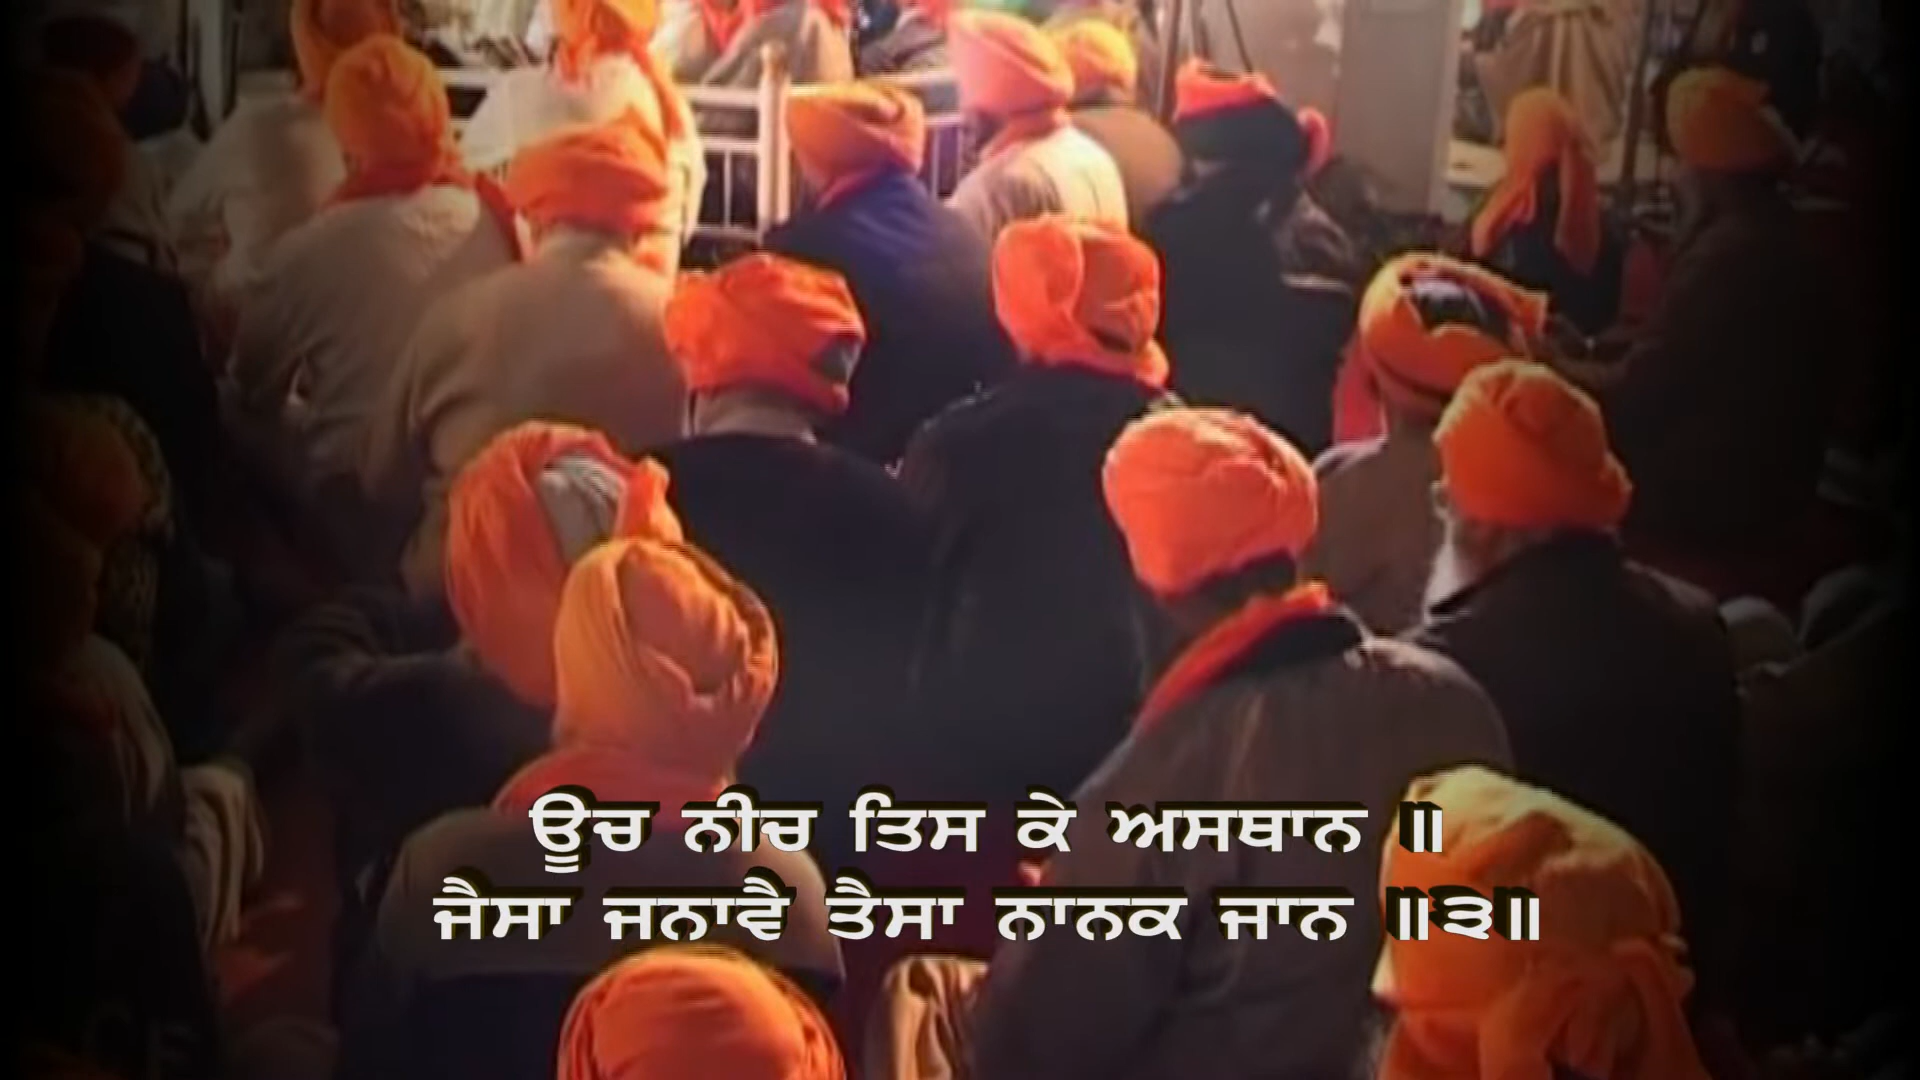 ਊਚ ਨੀਚ ਤਿਸ ਕੇ ਅਸਥਾਨ ॥
ਜੈਸਾ ਜਨਾਵੈ ਤੈਸਾ ਨਾਨਕ ਜਾਨ ॥੩॥